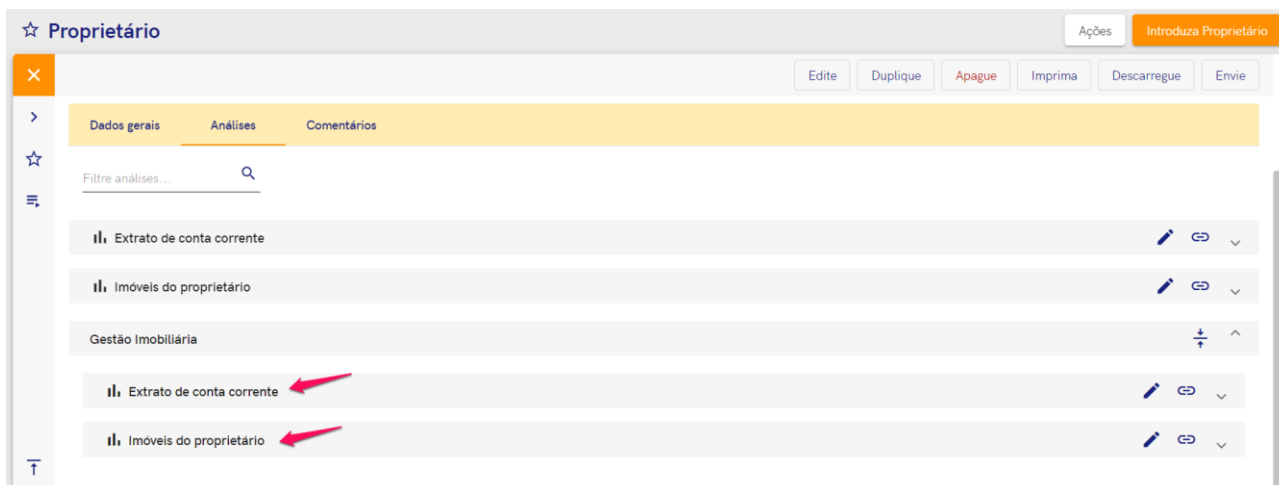 Proprietário
Ações
Introduza Proprietário
Edite
Duplique
Apague
Imprima
Descarregue
Envie
Dados gerais
Análises
Comentários
Filtre análises...
Extrato de conta corrente
Imóveis do proprietário
Gestão Imobiliária
Extrato de conta corrente
Imóveis do proprietário